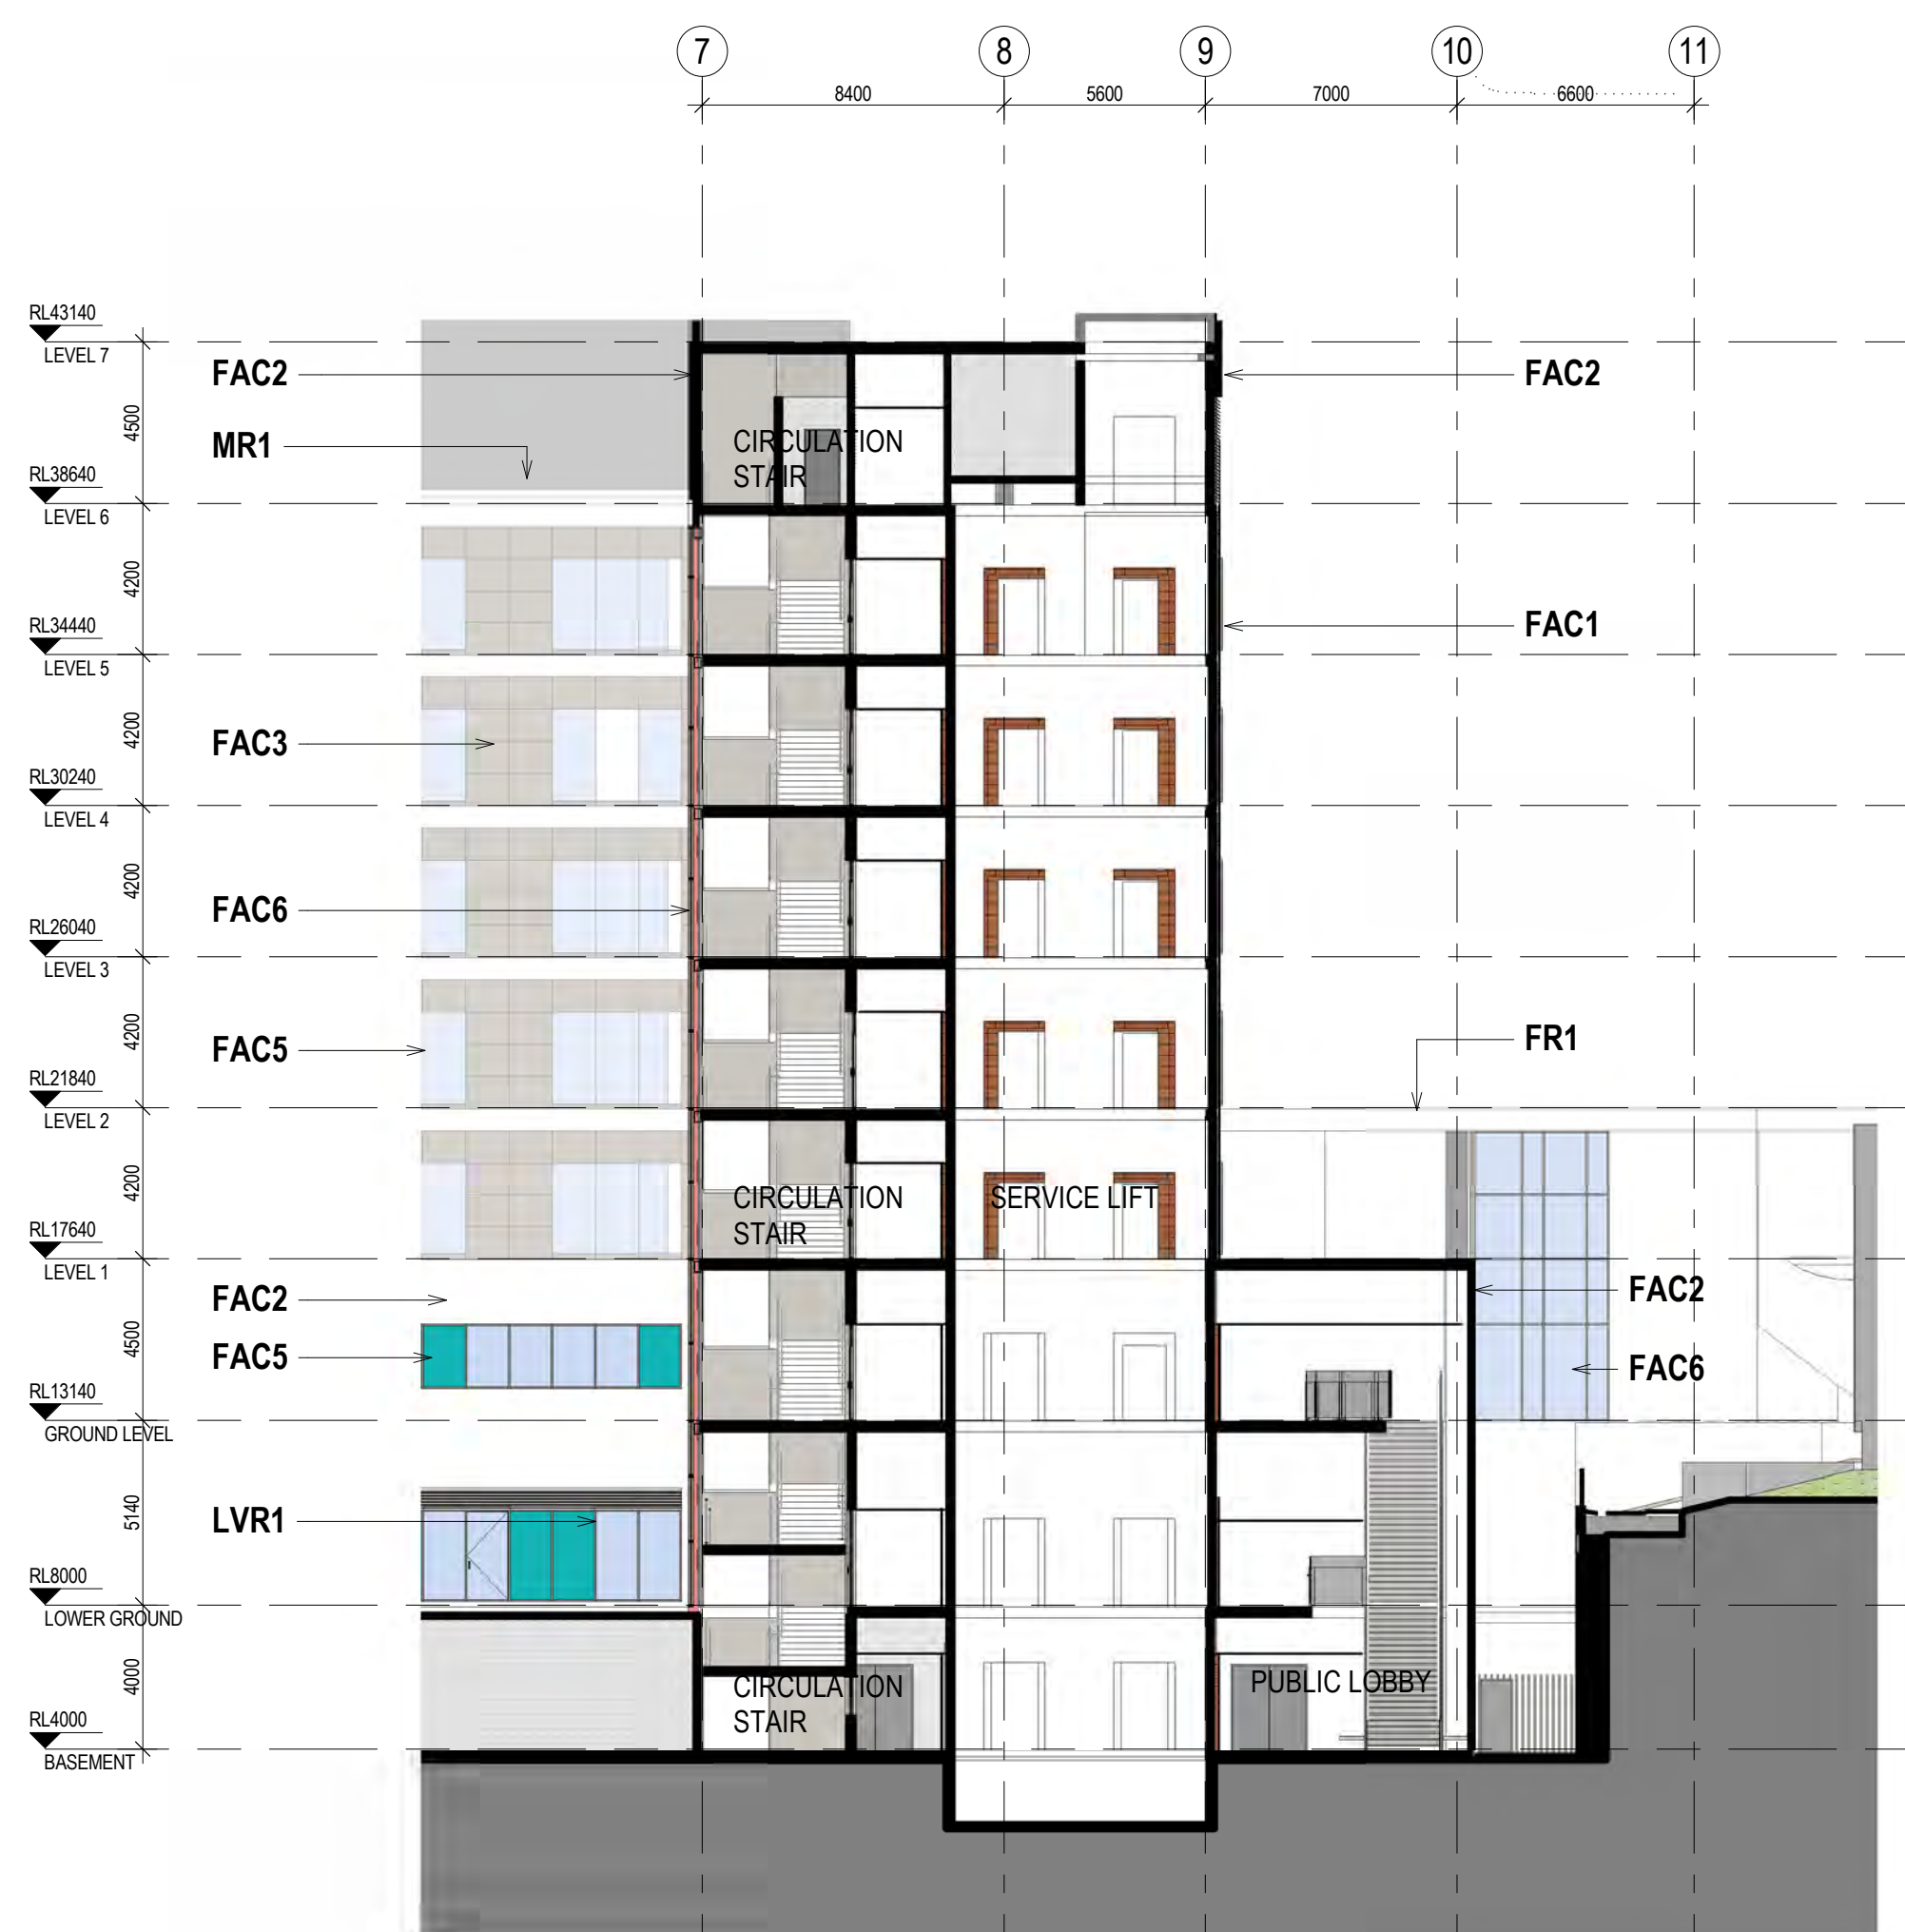 7 8 9 10 11
8400 5600 7000 6600
RL43140
LEVEL 7
FAC2 FAC2
4500
CIRCULATION
STAIR
MR1
RL38640
LEVEL 6
4200
RL34440
FAC1
LEVEL 5
4200
FAC3
RL30240
LEVEL 4
4200
FAC6
RL26040
LEVEL 3
4200
FAC5 FR1
RL21840
LEVEL 2
4200
CIRCULATION
STAIR
SERVICE LIFT
RL17640
LEVEL 1
FAC2 FAC2
4500
FAC5 FAC6
RL13140
GROUND LEVEL
5140
LVR1
RL8000
LOWER GROUND
4000
CIRCULATION
STAIR
PUBLIC LOBBY
RL4000
BASEMENT